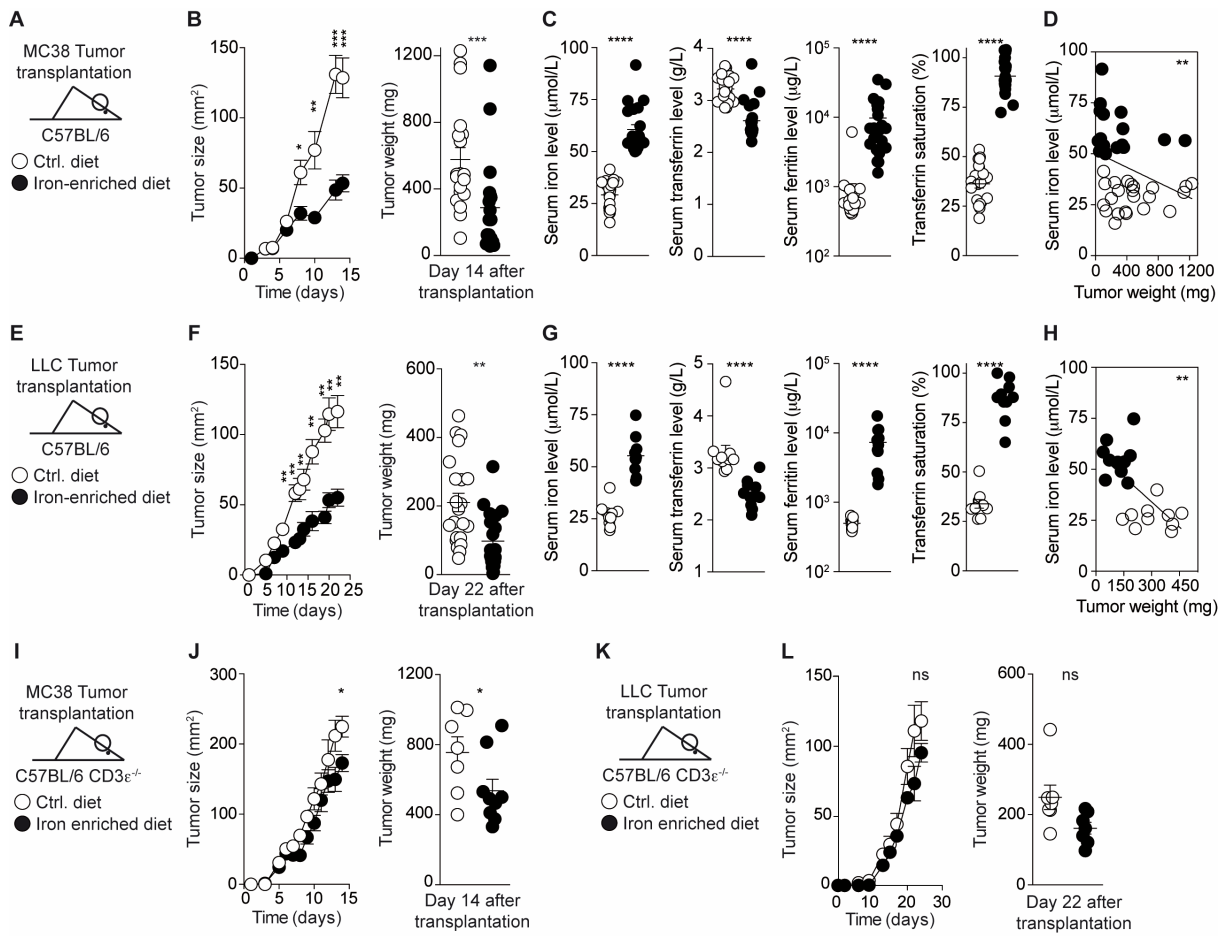 A
MC38 Tumor
transplantation
C57BL/6
Ctrl. diet
Iron-enriched diet
B
Tumor size (mm²)
150
100
50
0
0 5 10 15
Time (days)
*
**
***
***
Tumor weight (mg)
1200
800
400
0
***
Day 14 after
transplantation
C
Serum iron level (µmol/L)
100
75
50
25
0
****
Serum transferrin level (g/L)
4
3
2
1
0
****
Serum ferritin level (µg/L)
10⁵
10⁴
10³
10²
****
Transferrin saturation (%)
100
75
50
25
0
****
D
Serum iron level (µmol/L)
100
75
50
25
0
**
0 400 800 1200
Tumor weight (mg)
E
LLC Tumor
transplantation
C57BL/6
Ctrl. diet
Iron-enriched diet
F
Tumor size (mm²)
150
100
50
0
0 5 10 15 20 25
Time (days)
**
**
**
**
**
**
**
Tumor weight (mg)
600
400
200
0
**
Day 22 after
transplantation
G
Serum iron level (µmol/L)
100
75
50
25
0
****
Serum transferrin level (g/L)
5
4
3
2
1
****
Serum ferritin level (µg/L)
10⁵
10⁴
10³
10²
****
Transferrin saturation (%)
100
75
50
25
0
****
H
Serum iron level (µmol/L)
100
75
50
25
0
**
0 150 300 450
Tumor weight (mg)
I
MC38 Tumor
transplantation
C57BL/6 CD3ε⁻/⁻
Ctrl. diet
Iron enriched diet
J
Tumor size (mm²)
300
200
100
0
0 5 10 15
Time (days)
*
Tumor weight (mg)
1200
800
400
0
*
Day 14 after
transplantation
K
LLC Tumor
transplantation
C57BL/6 CD3ε⁻/⁻
Ctrl. diet
Iron enriched diet
L
Tumor size (mm²)
150
100
50
0
0 10 20 30
Time (days)
ns
Tumor weight (mg)
600
400
200
0
ns
Day 22 after
transplantation